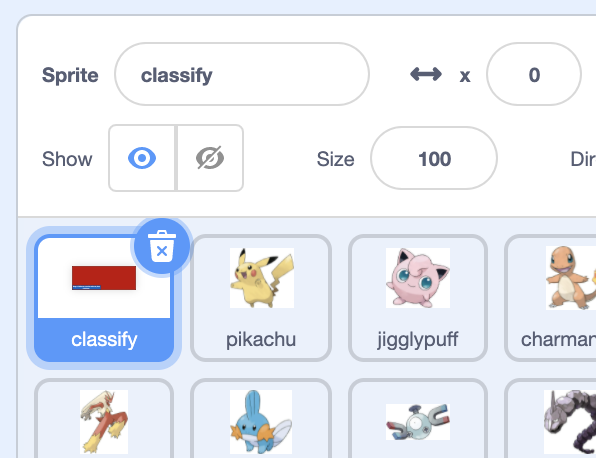 Sprite classify x 0
Show Size 100 Dir
classify pikachu jigglypuff charman